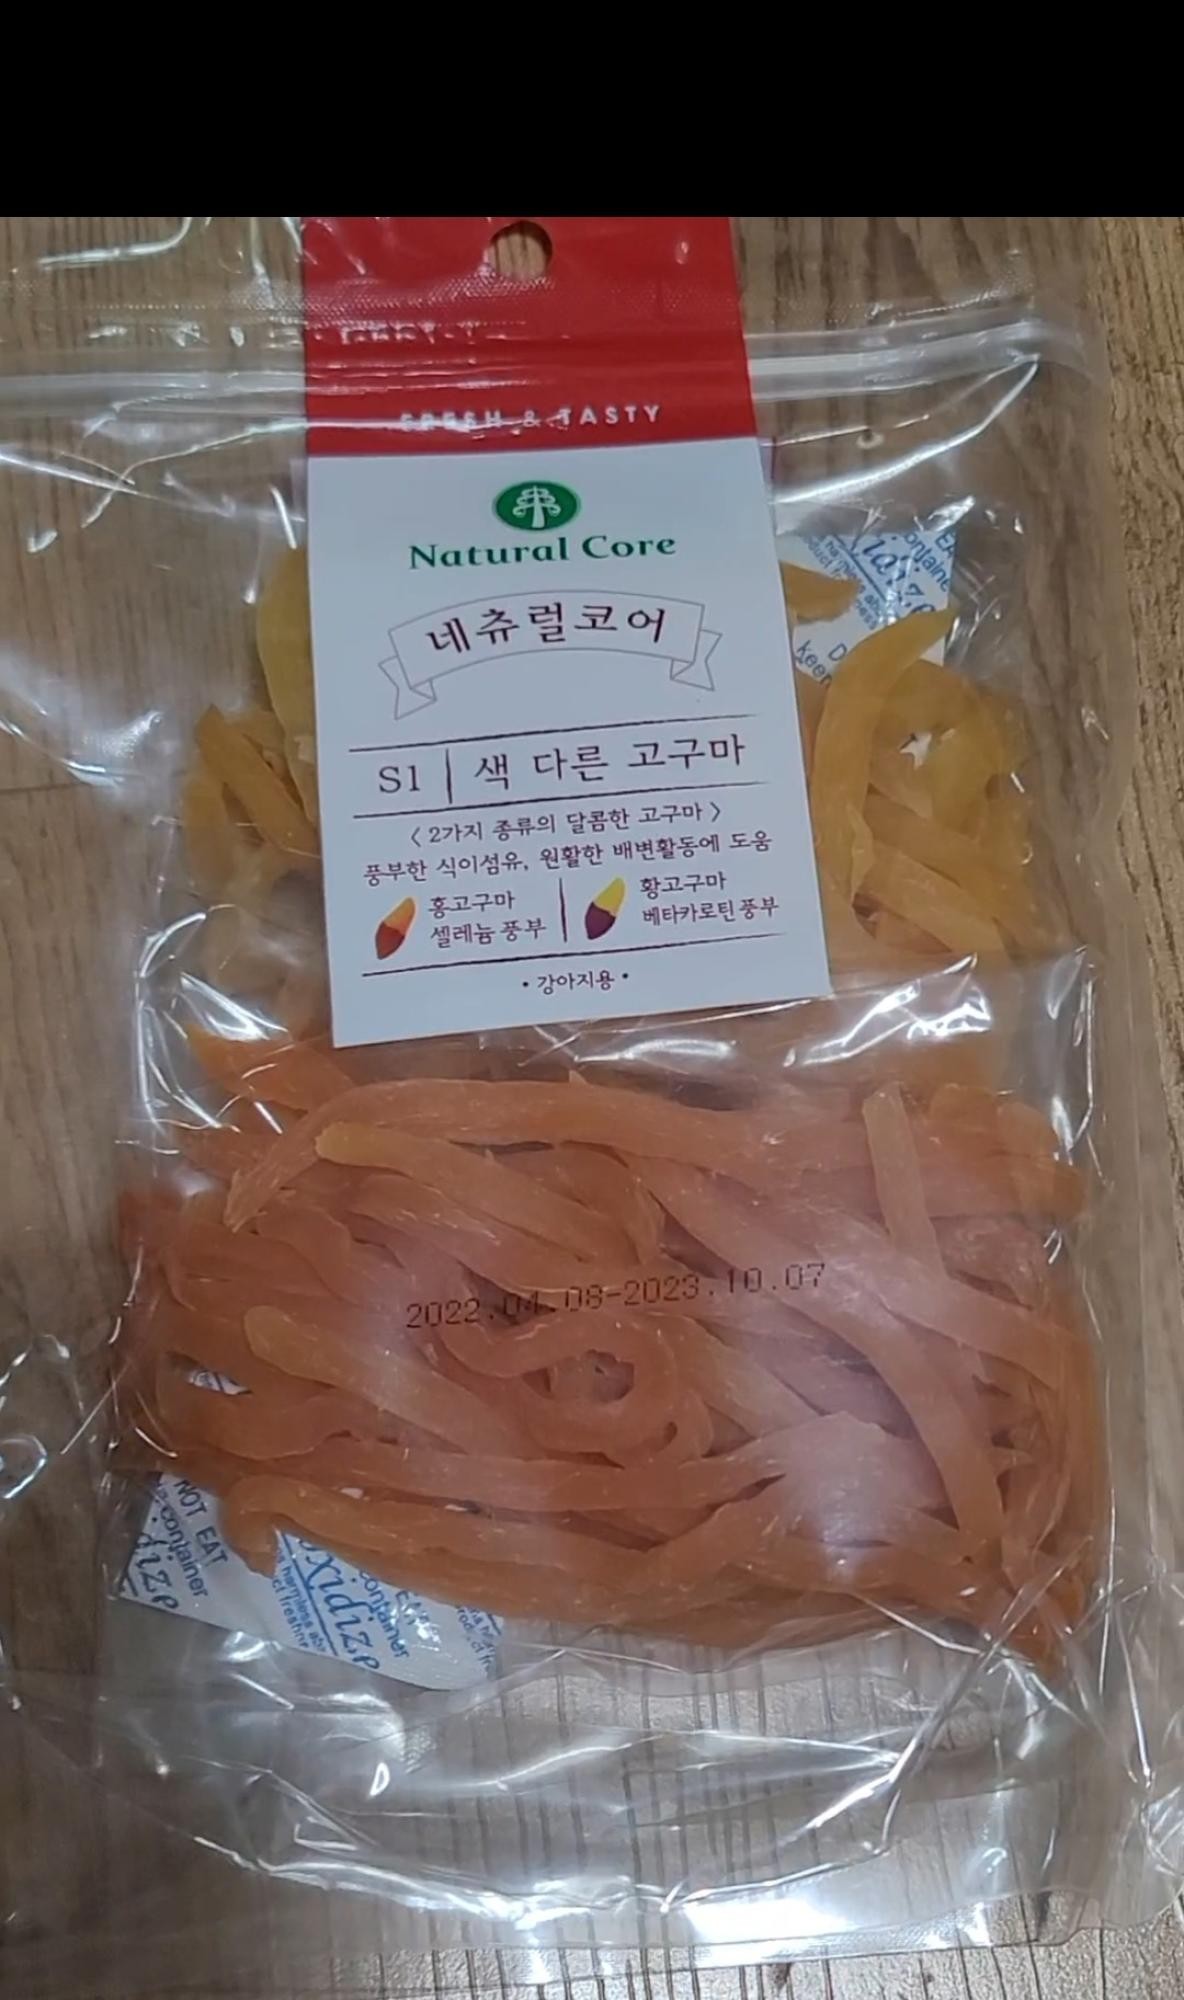 FRESH & TASTY
Natural Core
네츄럴코어
S1 | 색 다른 고구마
< 2가지 종류의 달콤한 고구마 >
풍부한 식이섬유, 원활한 배변활동에 도움
홍고구마
셀레늄 풍부
황고구마
베타카로틴 풍부
• 강아지용 •
2022.04.08-2023.10.07
NOT EAT
container
container